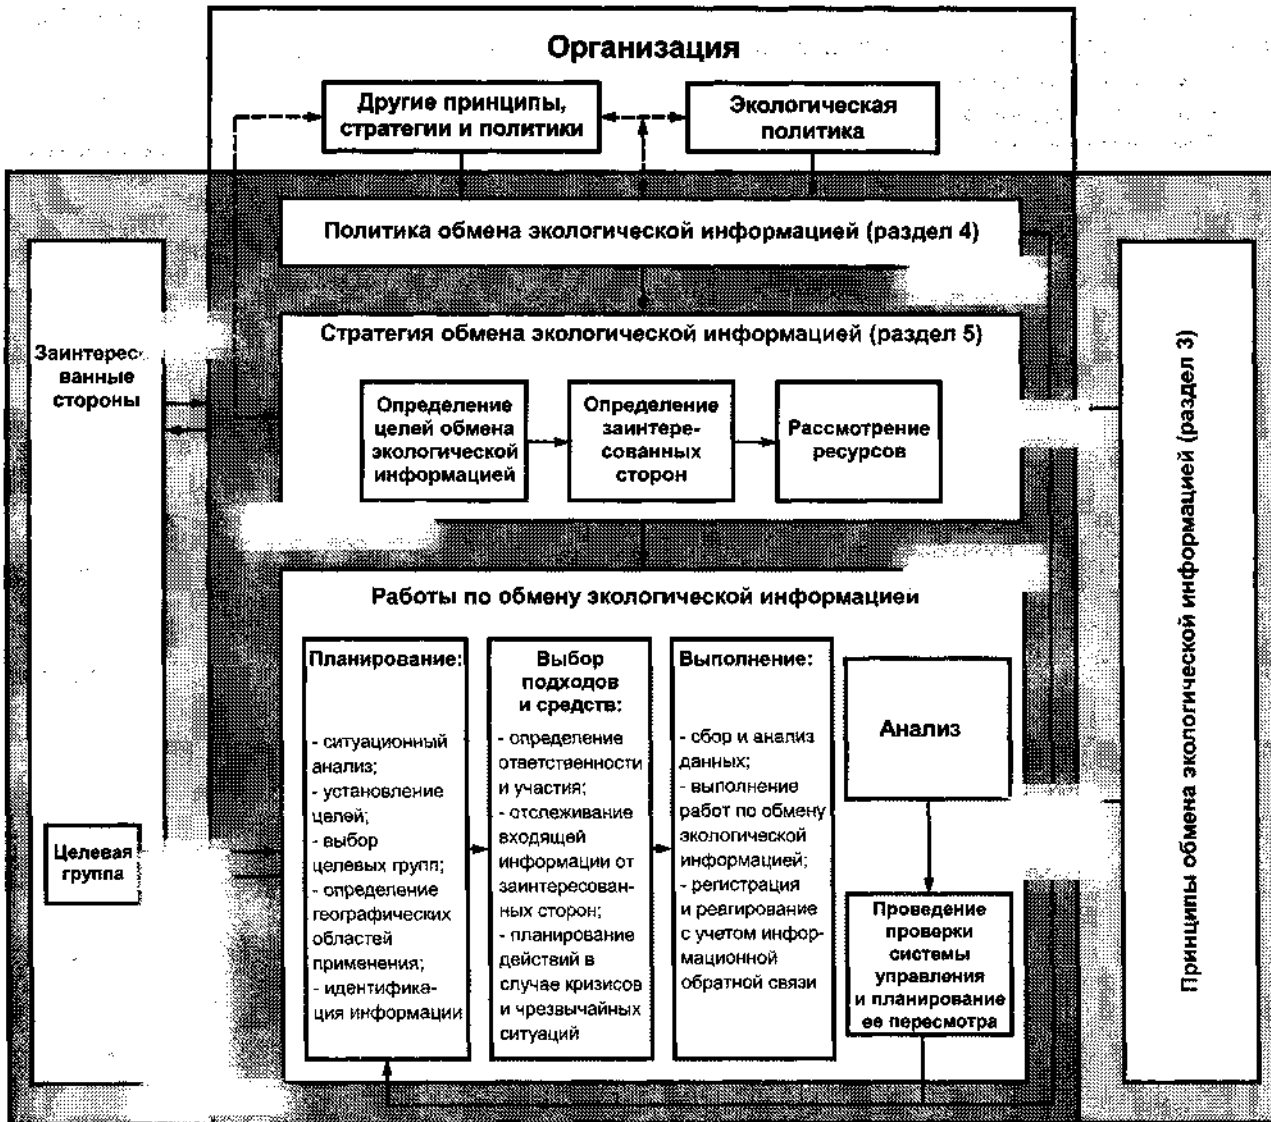 Организация
Другие принципы,
стратегии и политики
Экологическая
политика
Политика обмена экологической информацией (раздел 4)
Стратегия обмена экологической информацией (раздел 5)
Заинтерес
ванные
стороны
Определение
целей обмена
экологической
информацией
Определение
заинтере-
сованных
сторон
Рассмотрение
ресурсов
Принципы обмена экологической информацией (раздел 3)
Работы по обмену экологической информацией
Планирование:
- ситуационный
анализ;
- установление
целей;
- выбор
целевых групп;
- определение
географических
областей
применения;
- идентифика-
ция информации
Выбор
подходов
и средств:
- определение
ответственности
и участия;
- отслеживание
входящей
информации от
заинтересован-
ных сторон;
- планирование
действий в
случае кризисов
и чрезвычайных
ситуаций
Выполнение:
- сбор и анализ
данных;
- выполнение
работ по обмену
экологической
информацией;
- регистрация
и реагирование
с учетом инфор-
мационной
обратной связи
Анализ
Проведение
проверки
системы
управления
и планирование
ее пересмотра
Целевая
группа